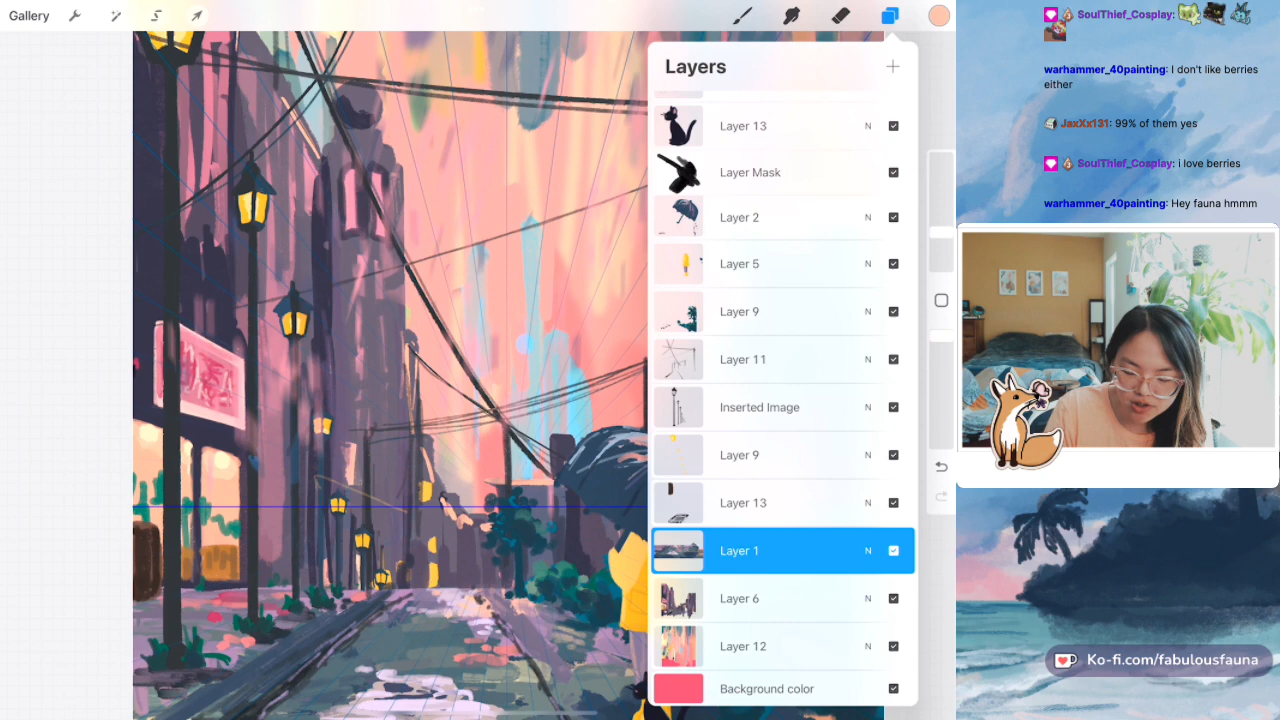 Gallery
Layers
Layer 13 N
Layer Mask
Layer 2 N
Layer 5 N
Layer 9 N
Layer 11 N
Inserted Image N
Layer 9 N
Layer 13 N
Layer 1 N
Layer 6 N
Layer 12 N
Background color
SoulThief_Cosplay:
warhammer_40painting: I don't like berries
either
JaxXx131: 99% of them yes
SoulThief_Cosplay: i love berries
warhammer_40painting: Hey fauna hmmm
Ko-fi.com/fabulousfauna